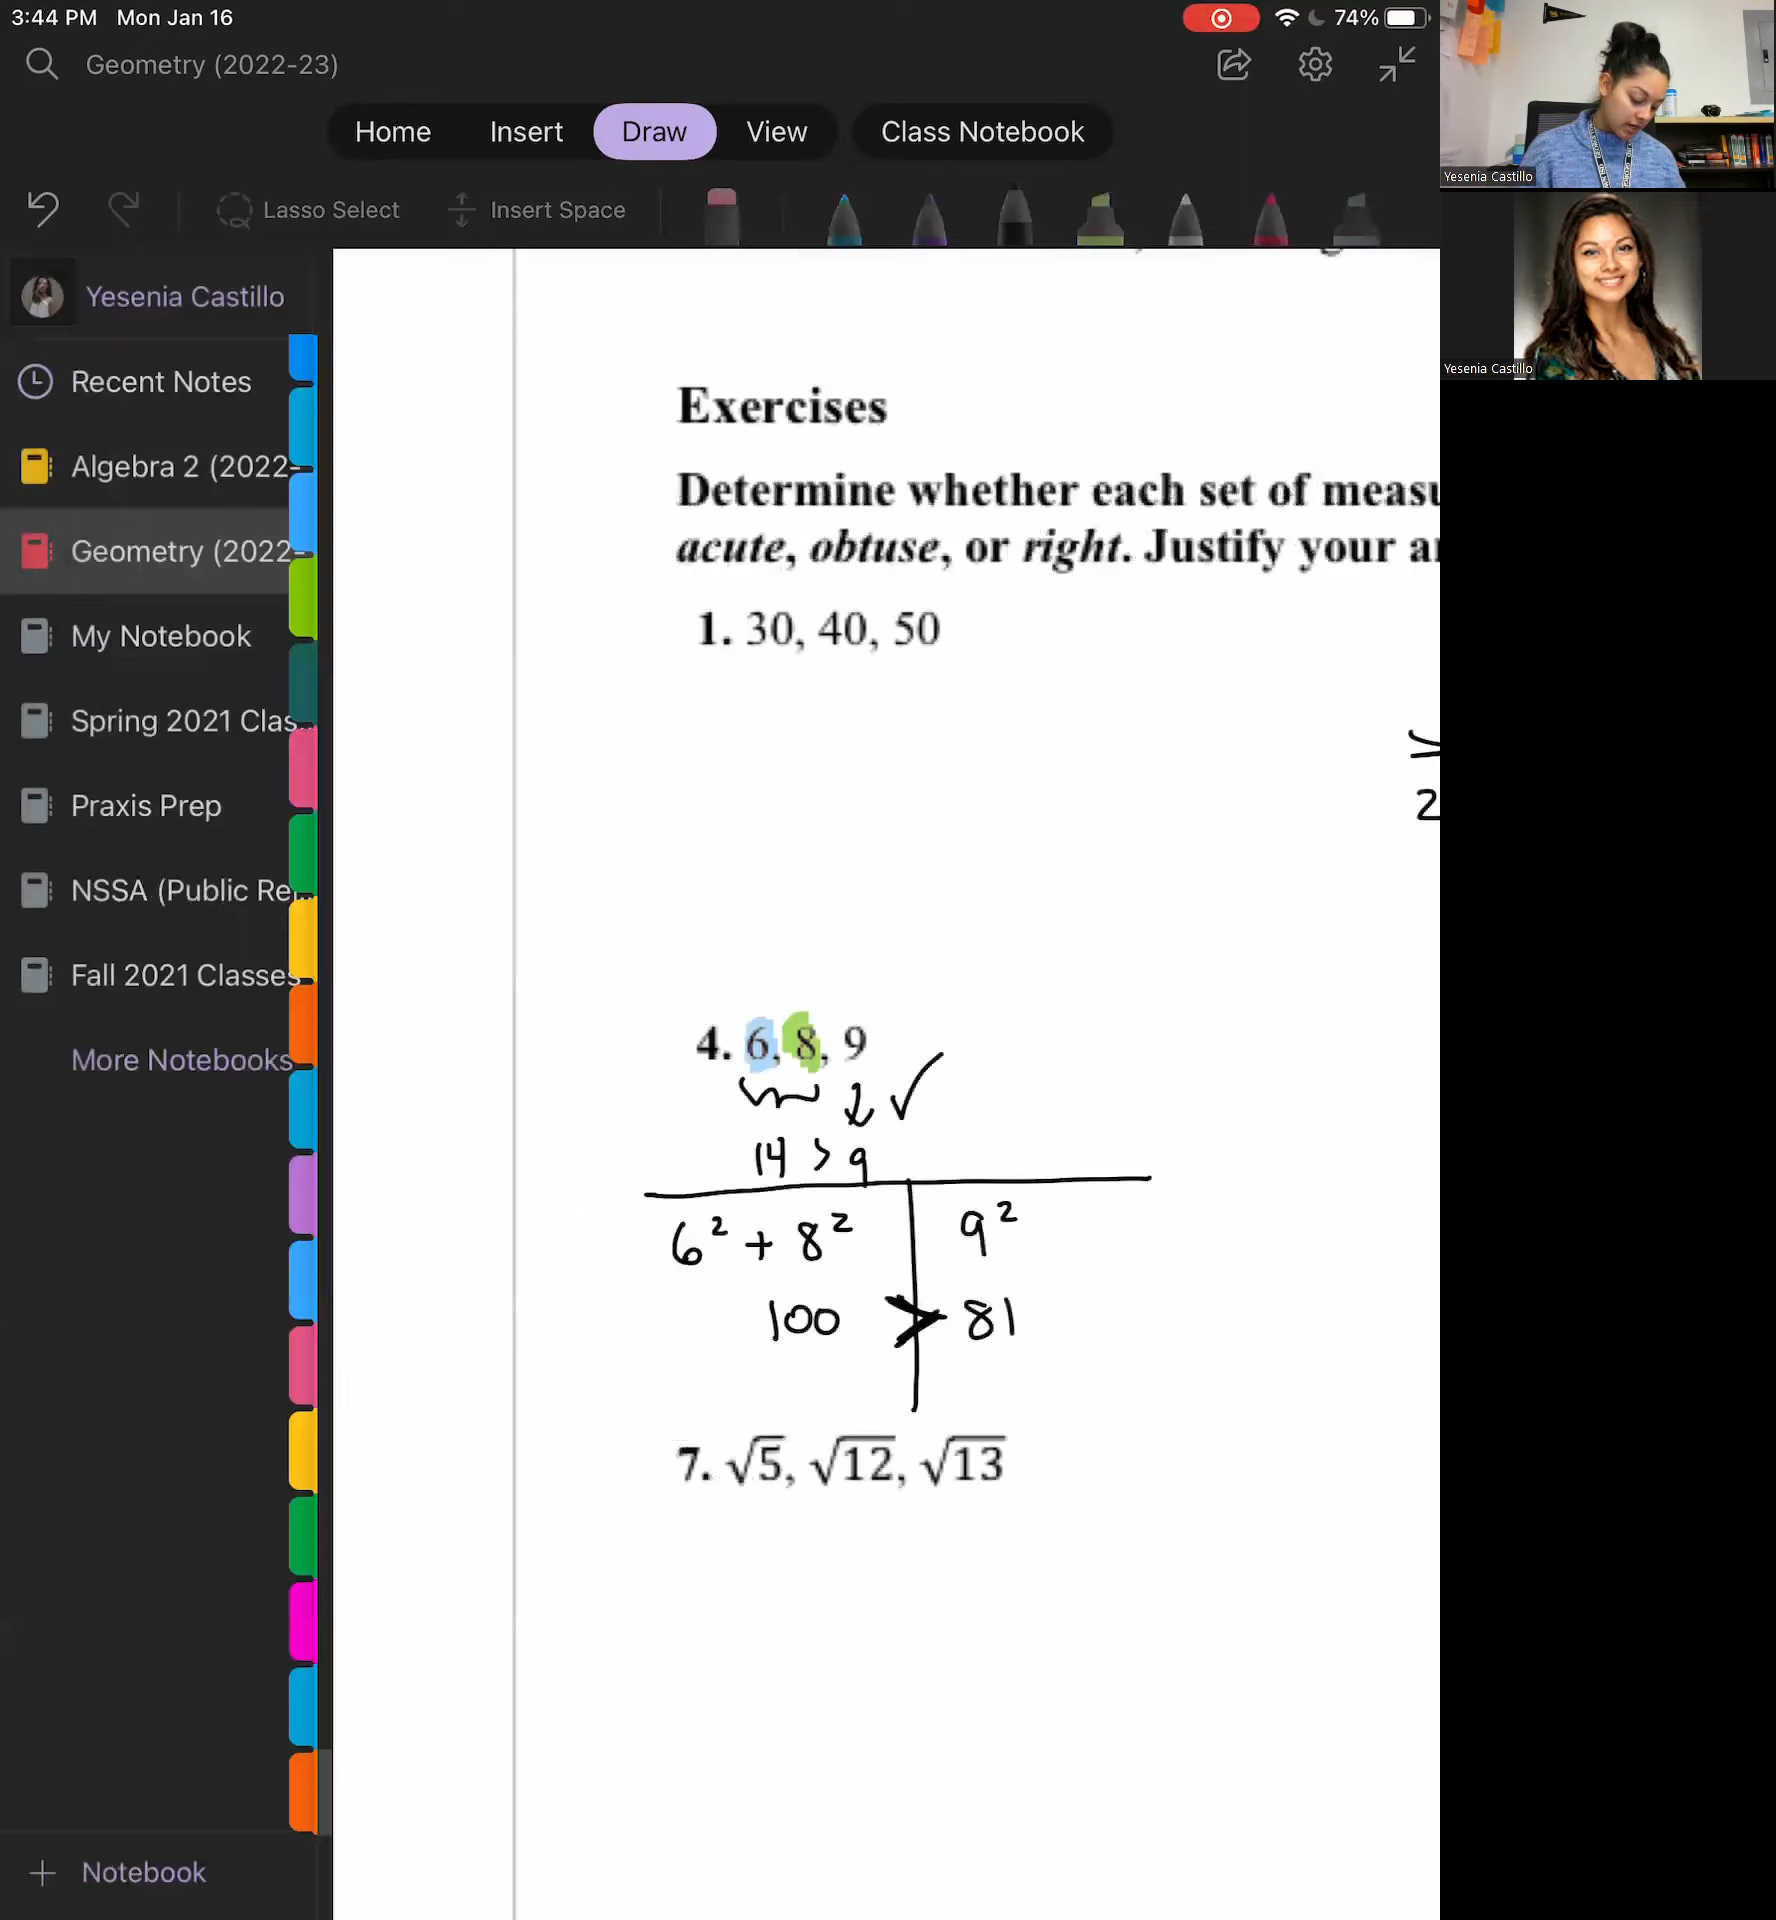 3:44 PM Mon Jan 16
74%
Geometry (2022-23)
Home Insert Draw View Class Notebook
Lasso Select Insert Space
Yesenia Castillo
Yesenia Castillo
Yesenia Castillo
Recent Notes
Algebra 2 (2022-
Geometry (2022-
My Notebook
Spring 2021 Clas
Praxis Prep
NSSA (Public Re
Fall 2021 Classes
More Notebooks
Notebook
Exercises
Determine whether each set of measu
acute, obtuse, or right. Justify your
1. 30, 40, 50
2
4. 6, 8, 9
✓
14 > 9
6² + 8² 9²
100 > 81
7. √5, √12, √13